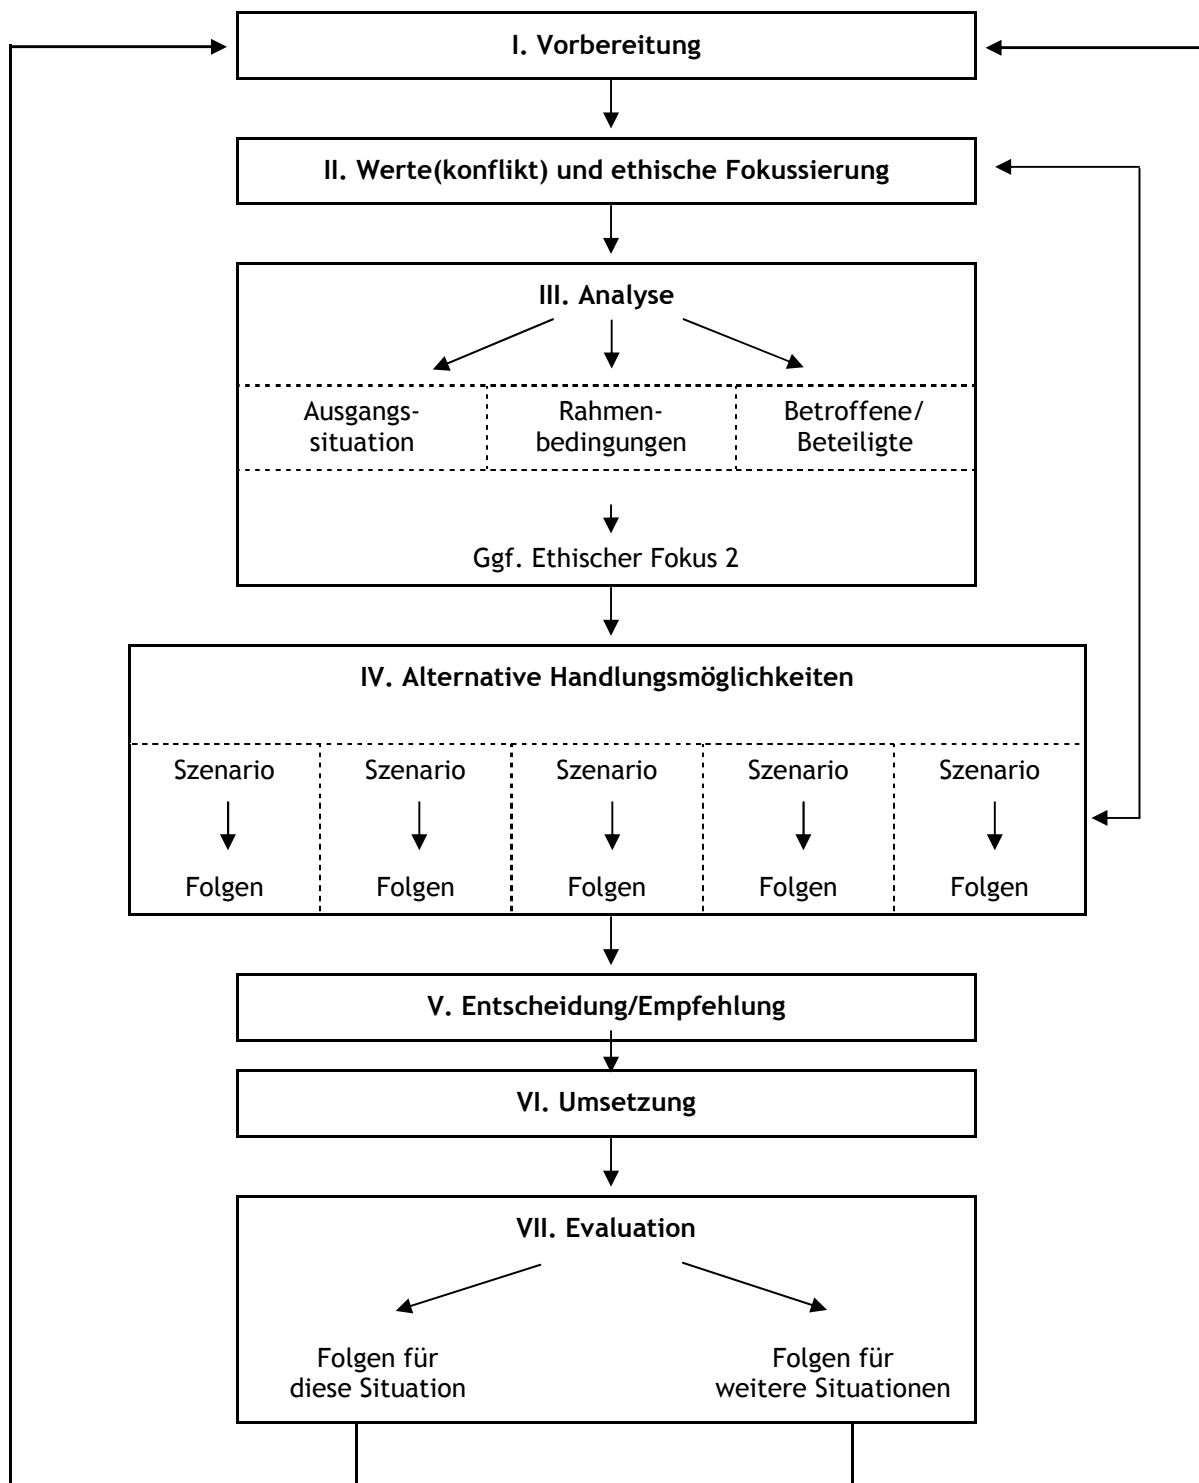 I. Vorbereitung
II. Werte(konflikt) und ethische Fokussierung
III. Analyse
Ausgangs-
situation
Rahmen-
bedingungen
Betroffene/
Beteiligte
Ggf. Ethischer Fokus 2
IV. Alternative Handlungsmöglichkeiten
Szenario
Szenario
Szenario
Szenario
Szenario
Folgen
Folgen
Folgen
Folgen
Folgen
V. Entscheidung/Empfehlung
VI. Umsetzung
VII. Evaluation
Folgen für
diese Situation
Folgen für
weitere Situationen